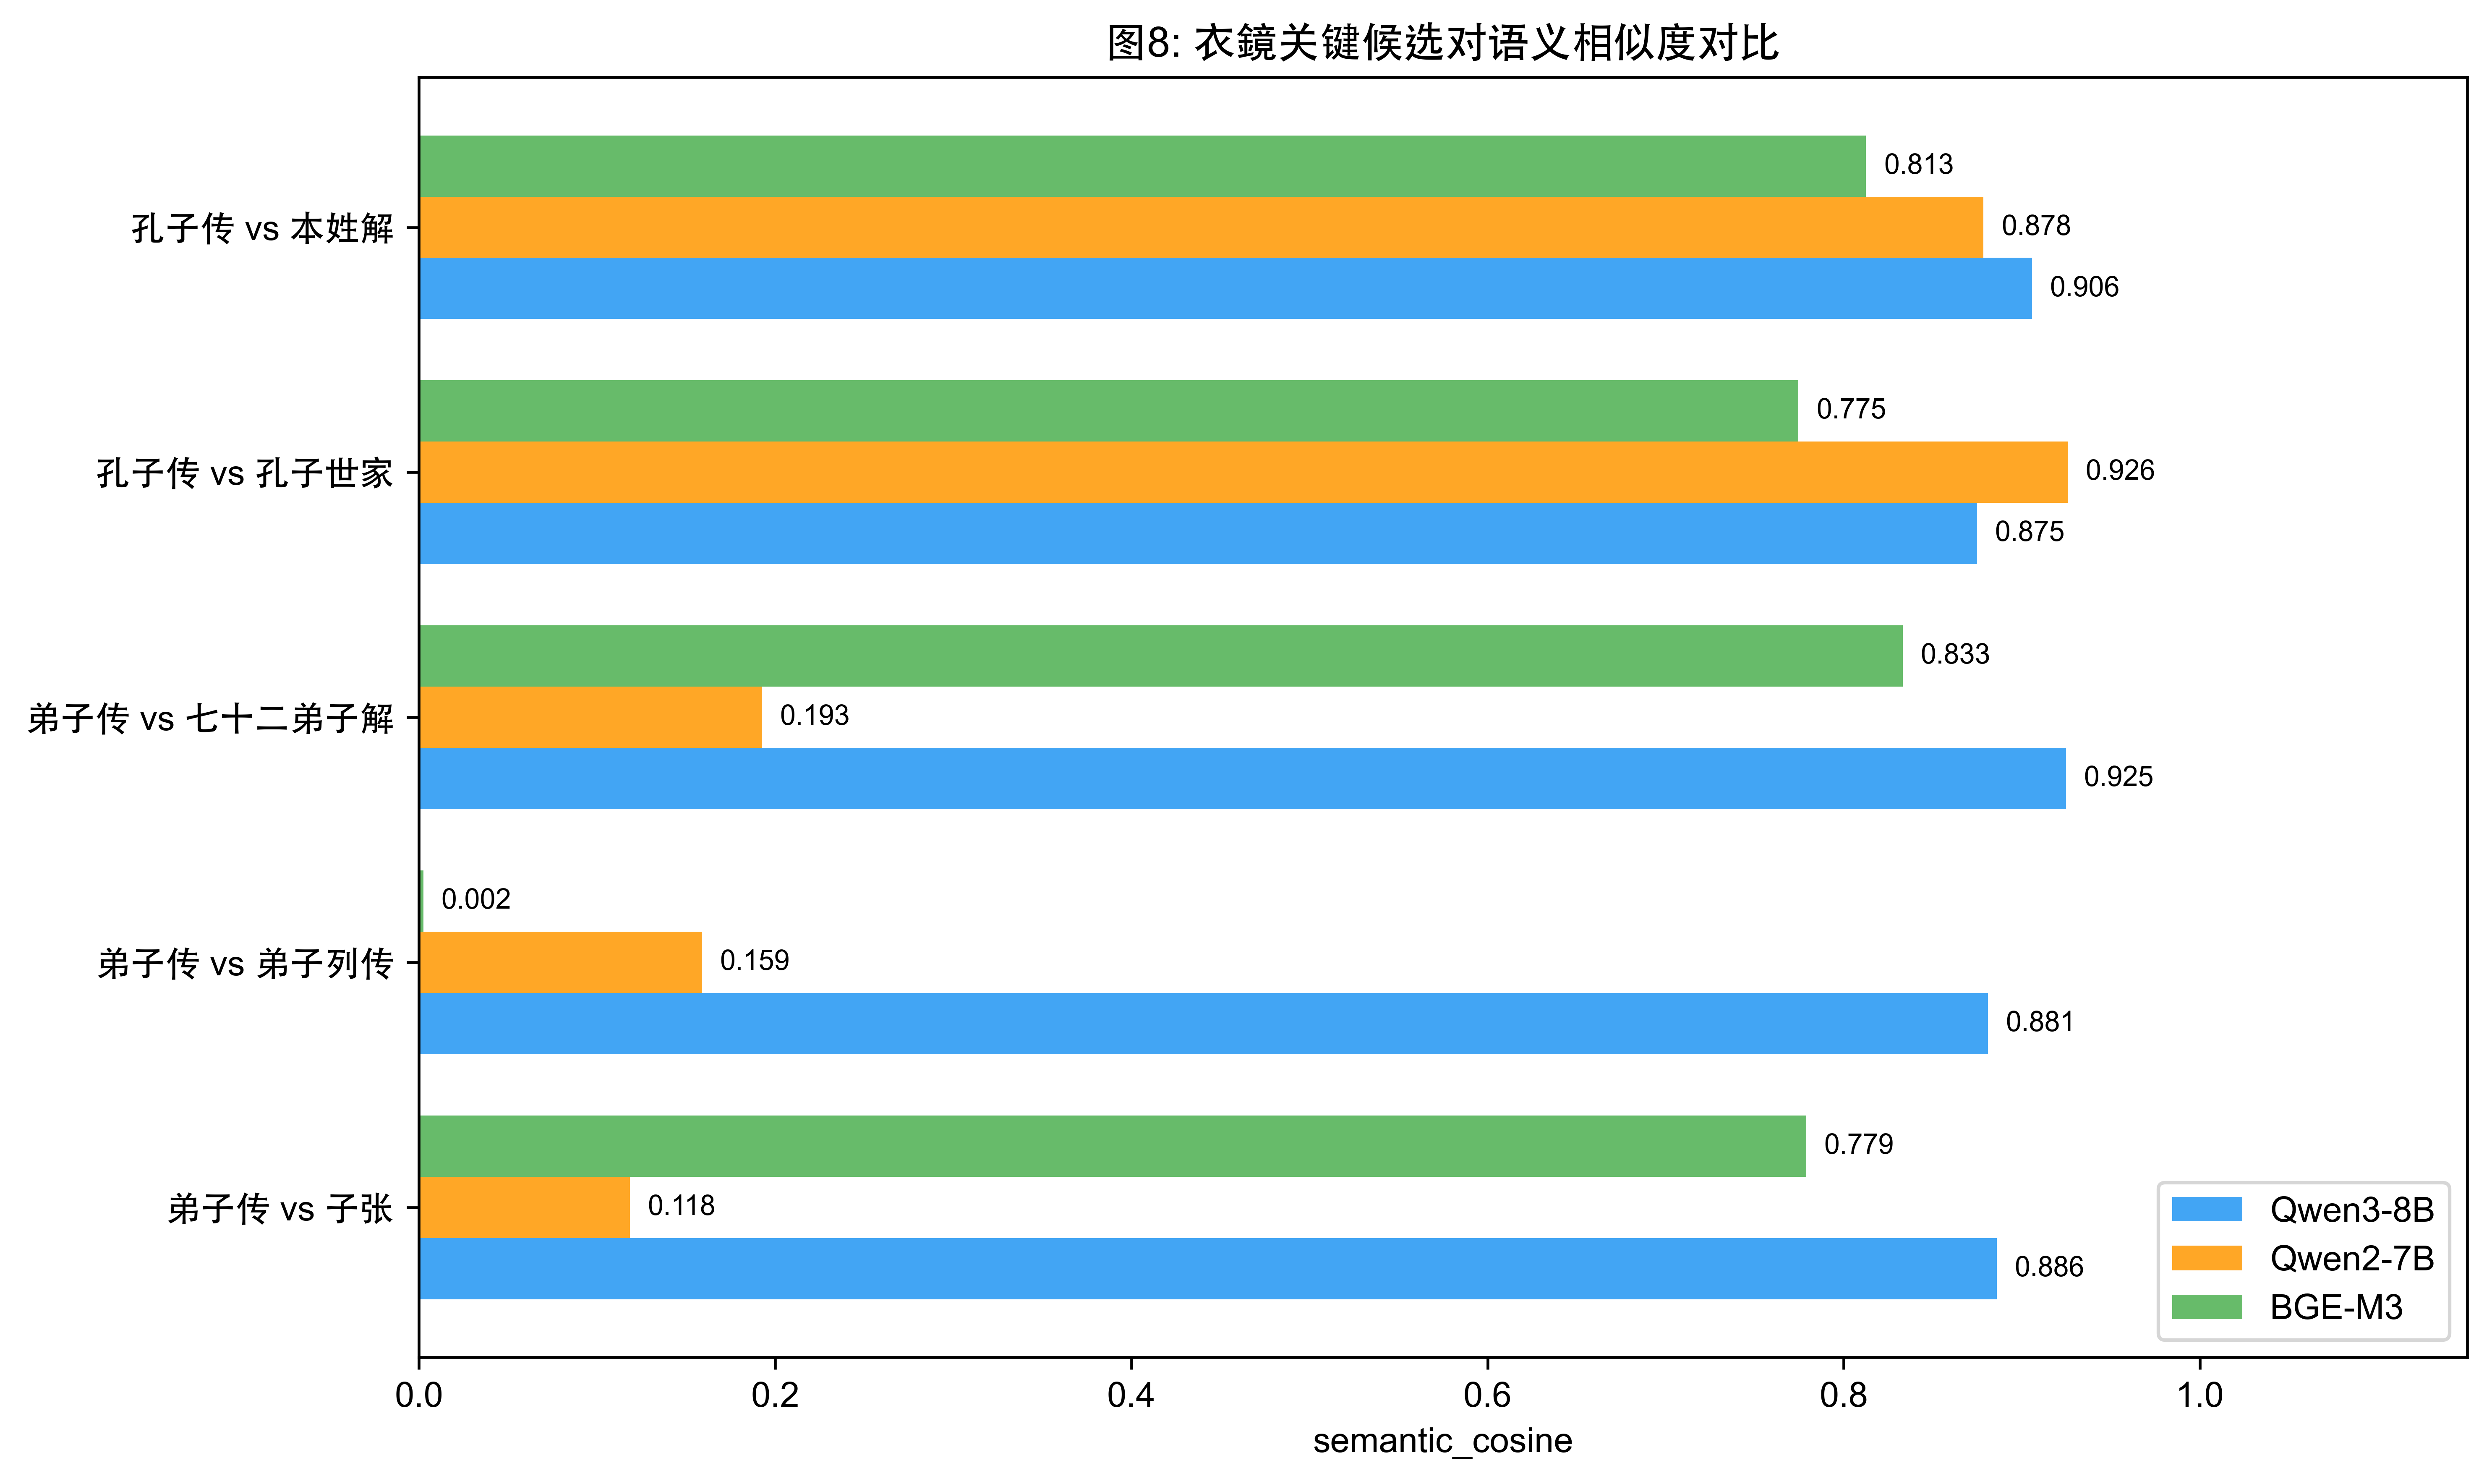 图8: 衣鏡关键候选对语义相似度对比
孔子传 vs 本姓解
0.813
0.878
0.906
孔子传 vs 孔子世家
0.775
0.926
0.875
弟子传 vs 七十二弟子解
0.833
0.193
0.925
弟子传 vs 弟子列传
0.002
0.159
0.881
弟子传 vs 子张
0.779
0.118
0.886
Qwen3-8B
Qwen2-7B
BGE-M3
0.0 0.2 0.4 0.6 0.8 1.0
semantic_cosine